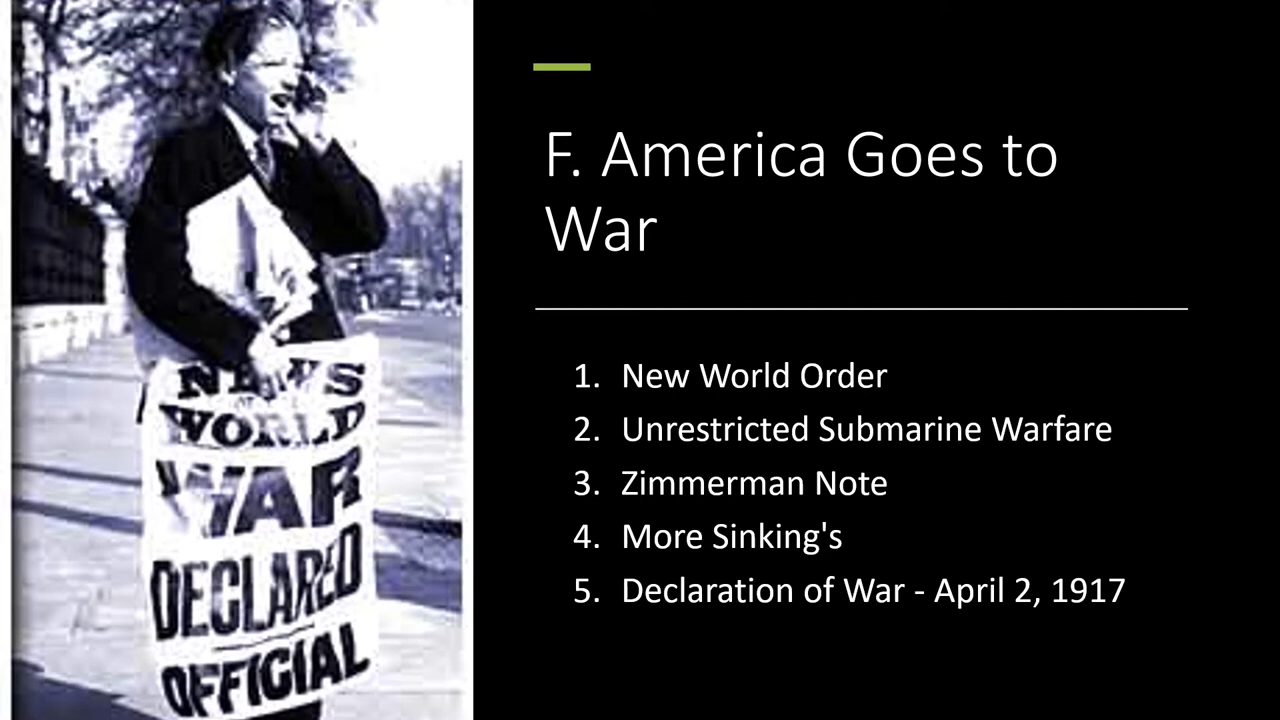 F. America Goes to
War
1. New World Order
2. Unrestricted Submarine Warfare
3. Zimmerman Note
4. More Sinking's
5. Declaration of War - April 2, 1917
NEWS
WORLD
WAR
DECLARED
OFFICIAL